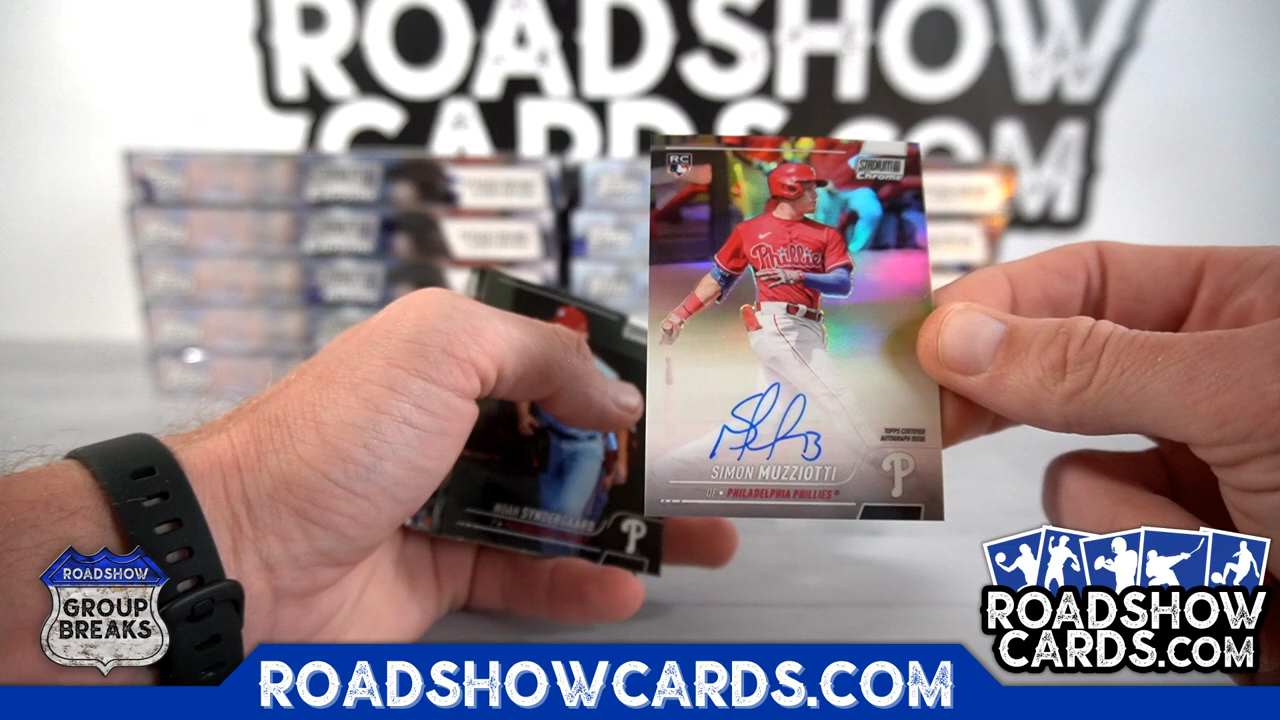 ROADSHOW
CARDS.COM
RC
STADIUM CLUB
Chrome
Phillies
TOPPS CERTIFIED
AUTOGRAPH ISSUE
SIMON MUZZIOTTI
OF • PHILADELPHIA PHILLIES
P
NOAH SYNDERGAARD
P
ROADSHOW
GROUP
BREAKS
ROADSHOW
CARDS.COM
ROADSHOWCARDS.COM